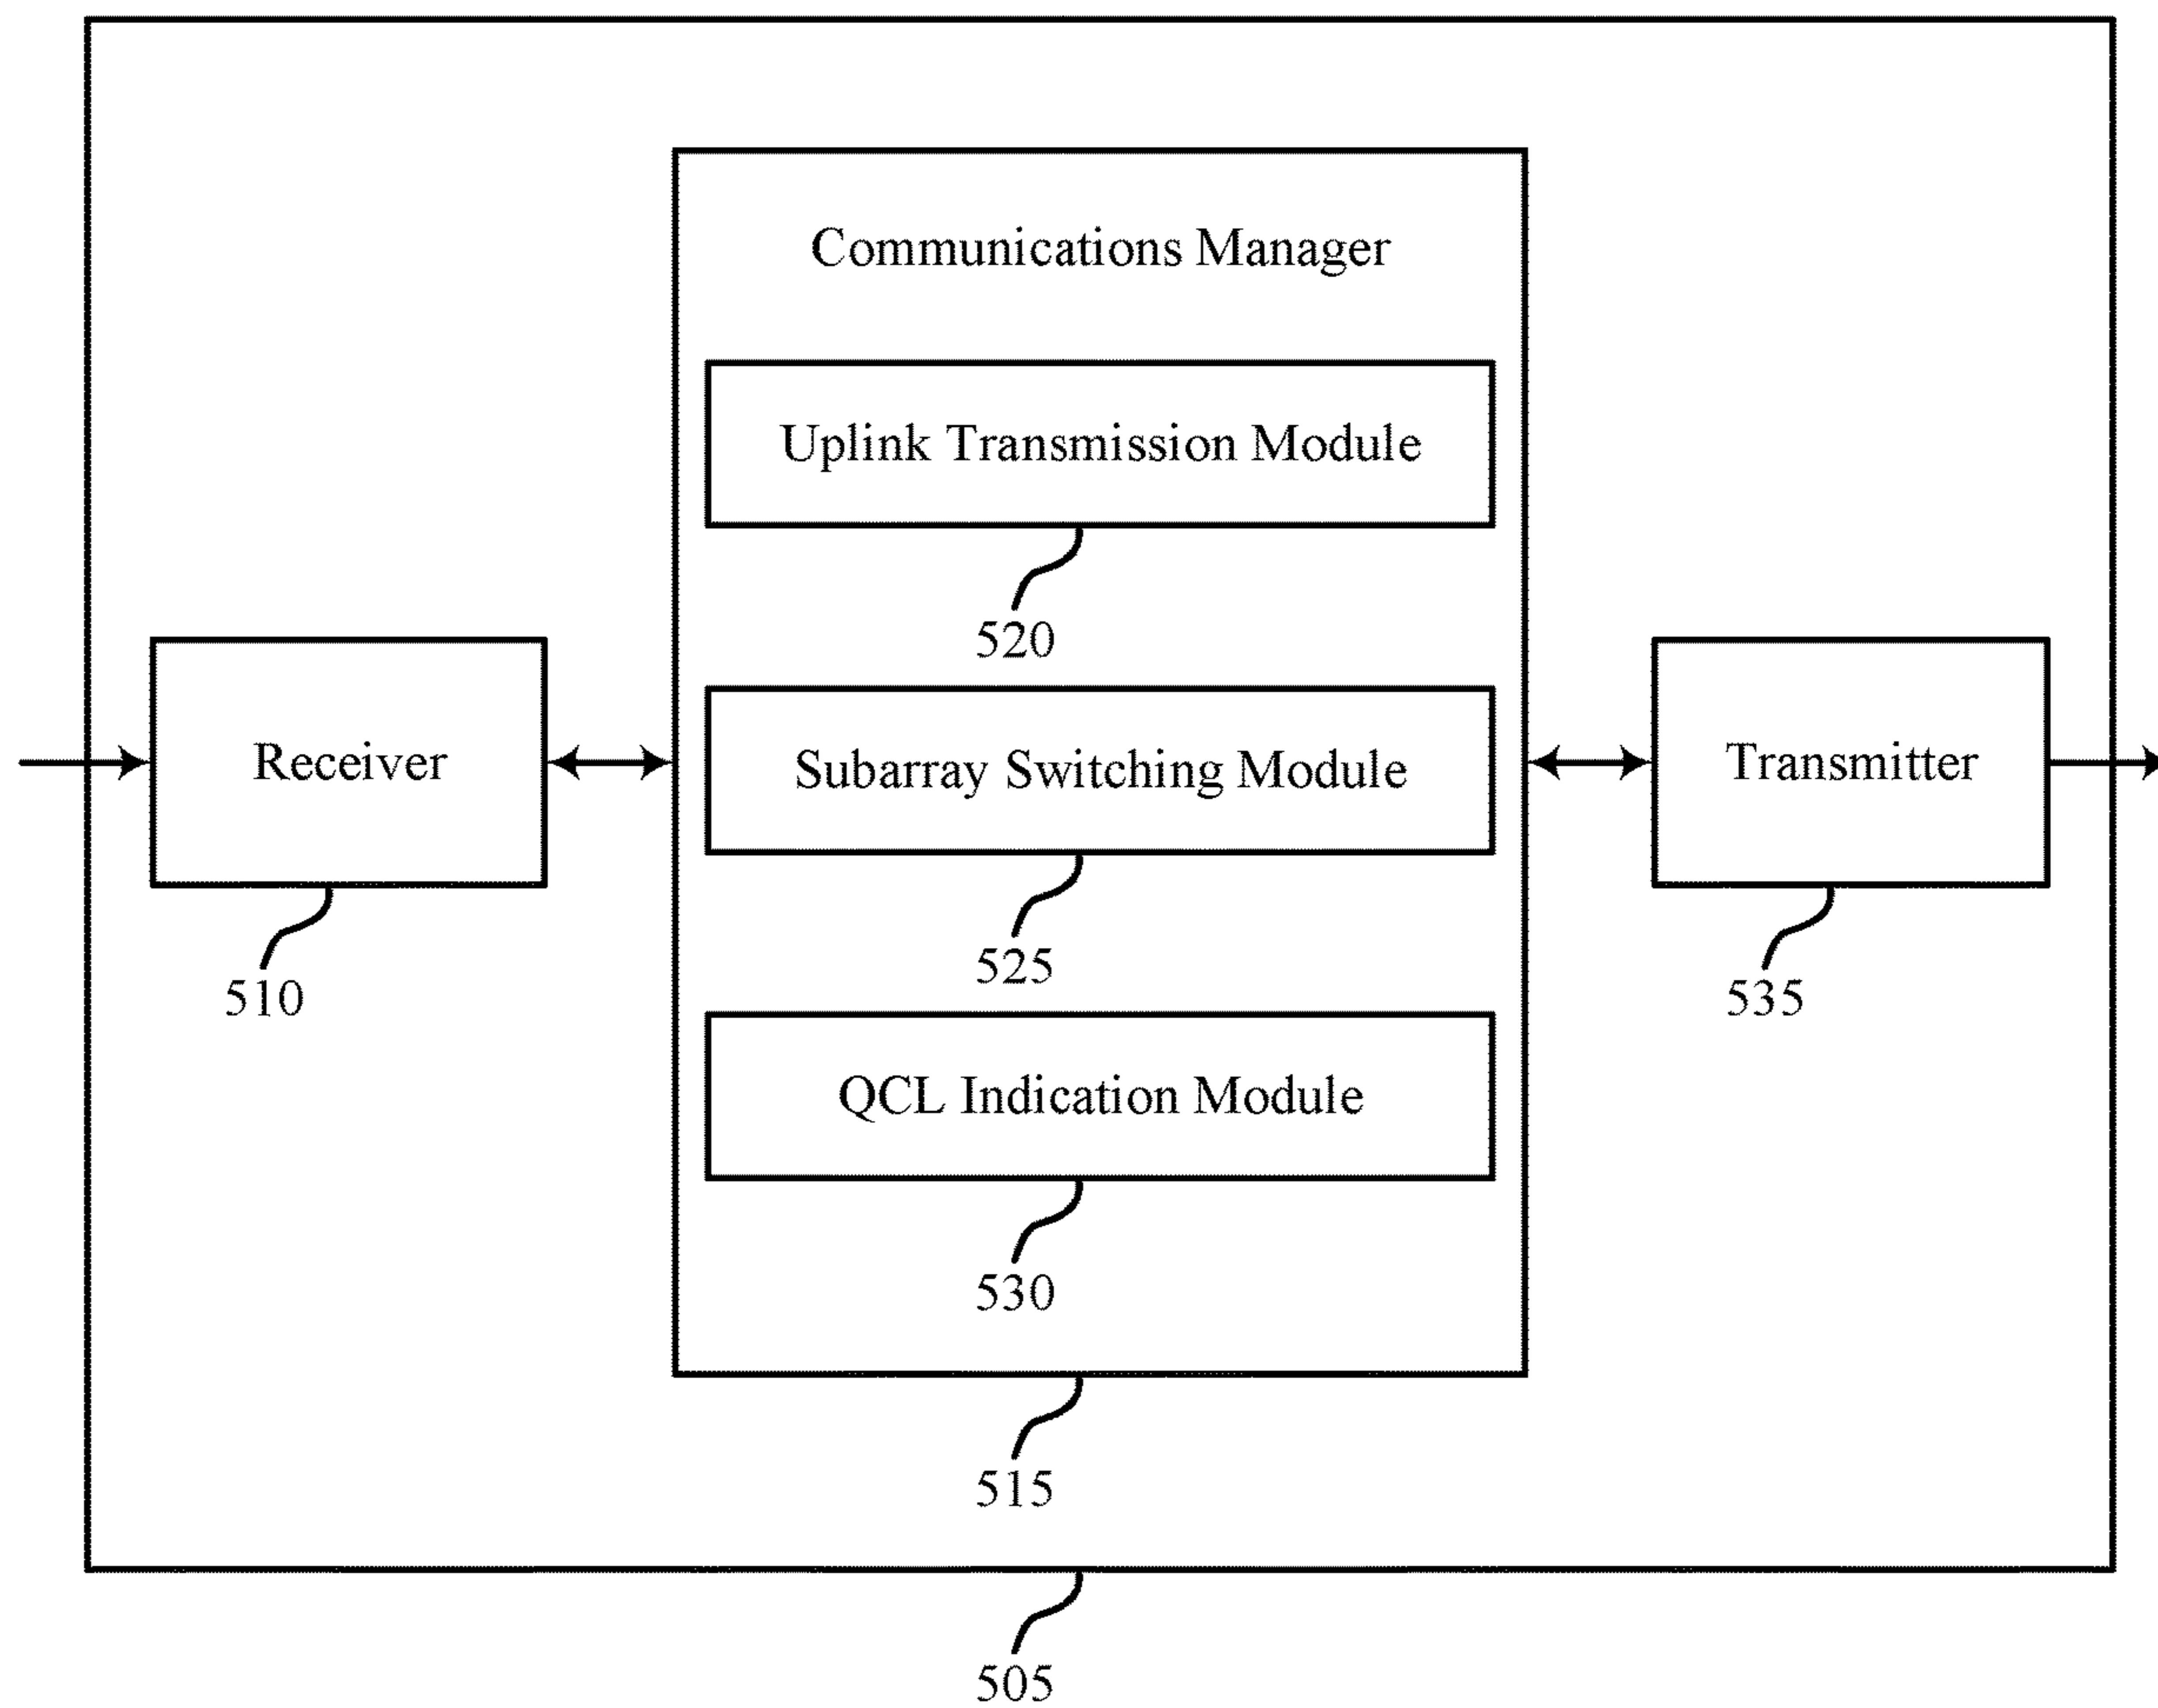 Communications Manager
Uplink Transmission Module
520
Receiver
510
Subarray Switching Module
525
Transmitter
535
QCL Indication Module
530
515
505